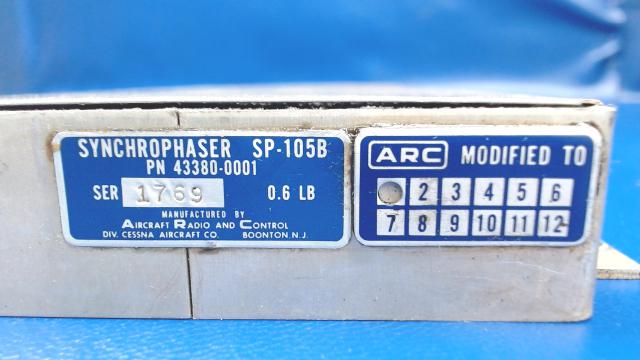 SYNCHROPHASER SP-105B
PN 43380-0001
SER 1769 0.6 LB
MANUFACTURED BY
AIRCRAFT RADIO AND CONTROL
DIV. CESSNA AIRCRAFT CO. BOONTON, N.J.
ARC MODIFIED TO
2 3 4 5 6
7 8 9 10 11 12